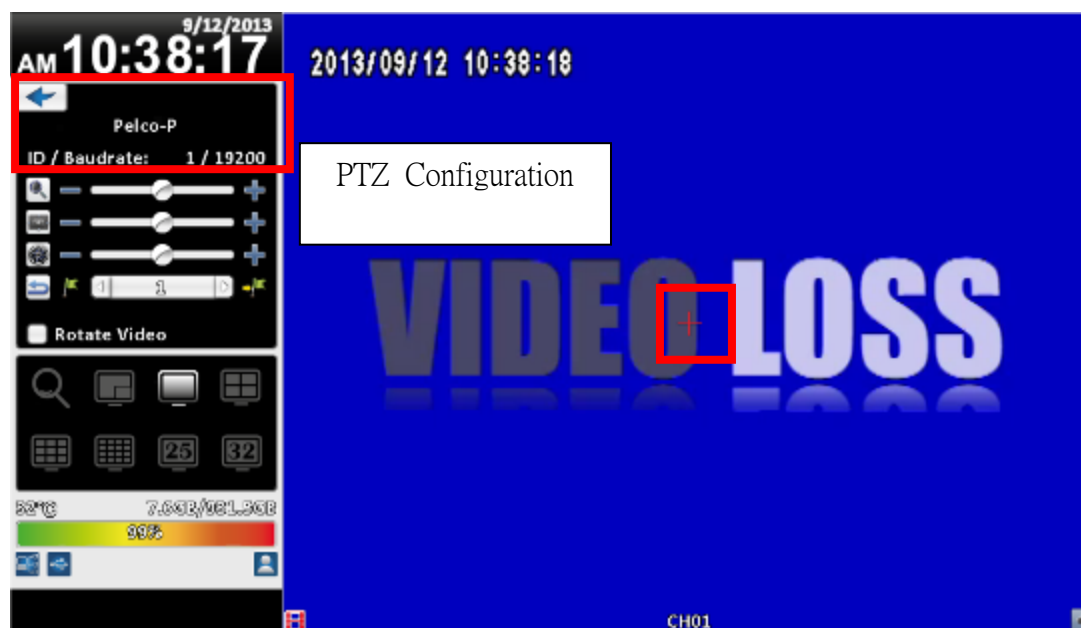 9/12/2013
AM 10:38:17
Pelco-P
ID / Baudrate: 1 / 19200
1
Rotate Video
25 32
99%
2013/09/12 10:38:18
PTZ Configuration
VIDEO LOSS
CH01